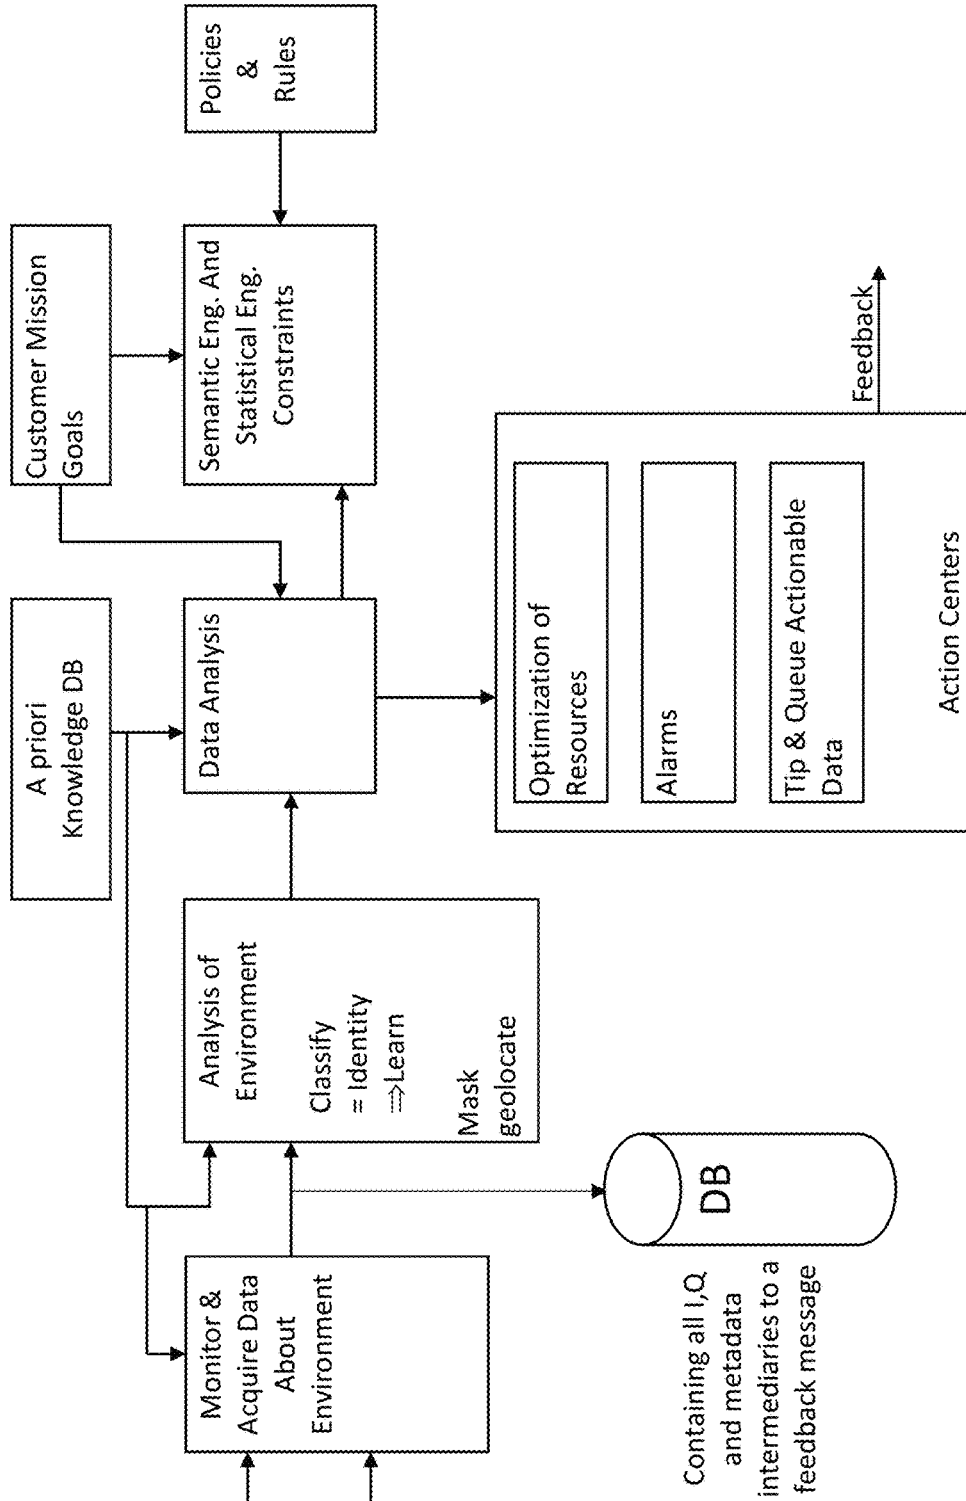 A priori
Knowledge DB
Customer Mission
Goals
Monitor &
Acquire Data
About
Environment
Analysis of
Environment
Classify
= Identity
⇒Learn
Mask
geolocate
Data Analysis
Semantic Eng. And
Statistical Eng.
Constraints
Policies
&
Rules
DB
Containing all I,Q
and metadata
intermediaries to a
feedback message
Optimization of
Resources
Alarms
Tip & Queue Actionable
Data
Action Centers
Feedback